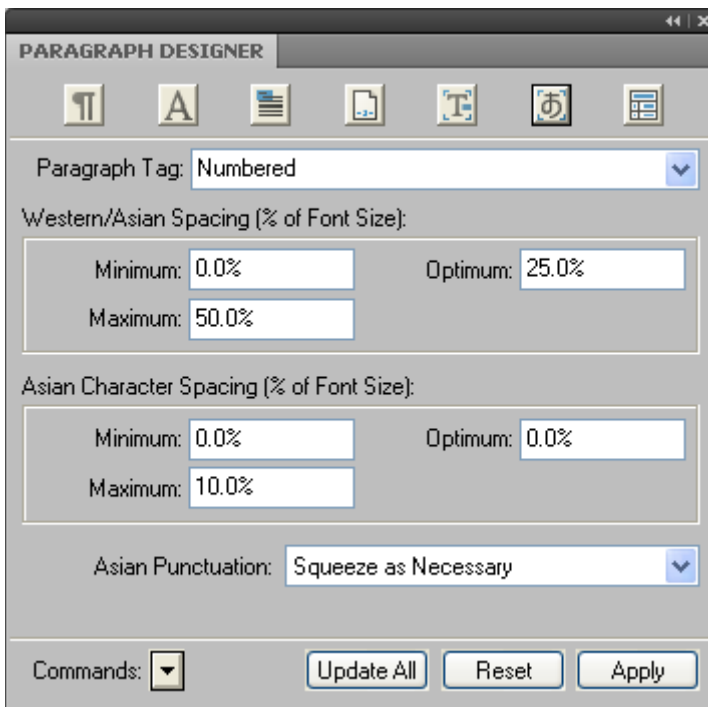 PARAGRAPH DESIGNER
¶ A -2- T あ
Paragraph Tag: Numbered
Western/Asian Spacing (% of Font Size):
Minimum: 0.0% Optimum: 25.0%
Maximum: 50.0%
Asian Character Spacing (% of Font Size):
Minimum: 0.0% Optimum: 0.0%
Maximum: 10.0%
Asian Punctuation: Squeeze as Necessary
Commands: Update All Reset Apply